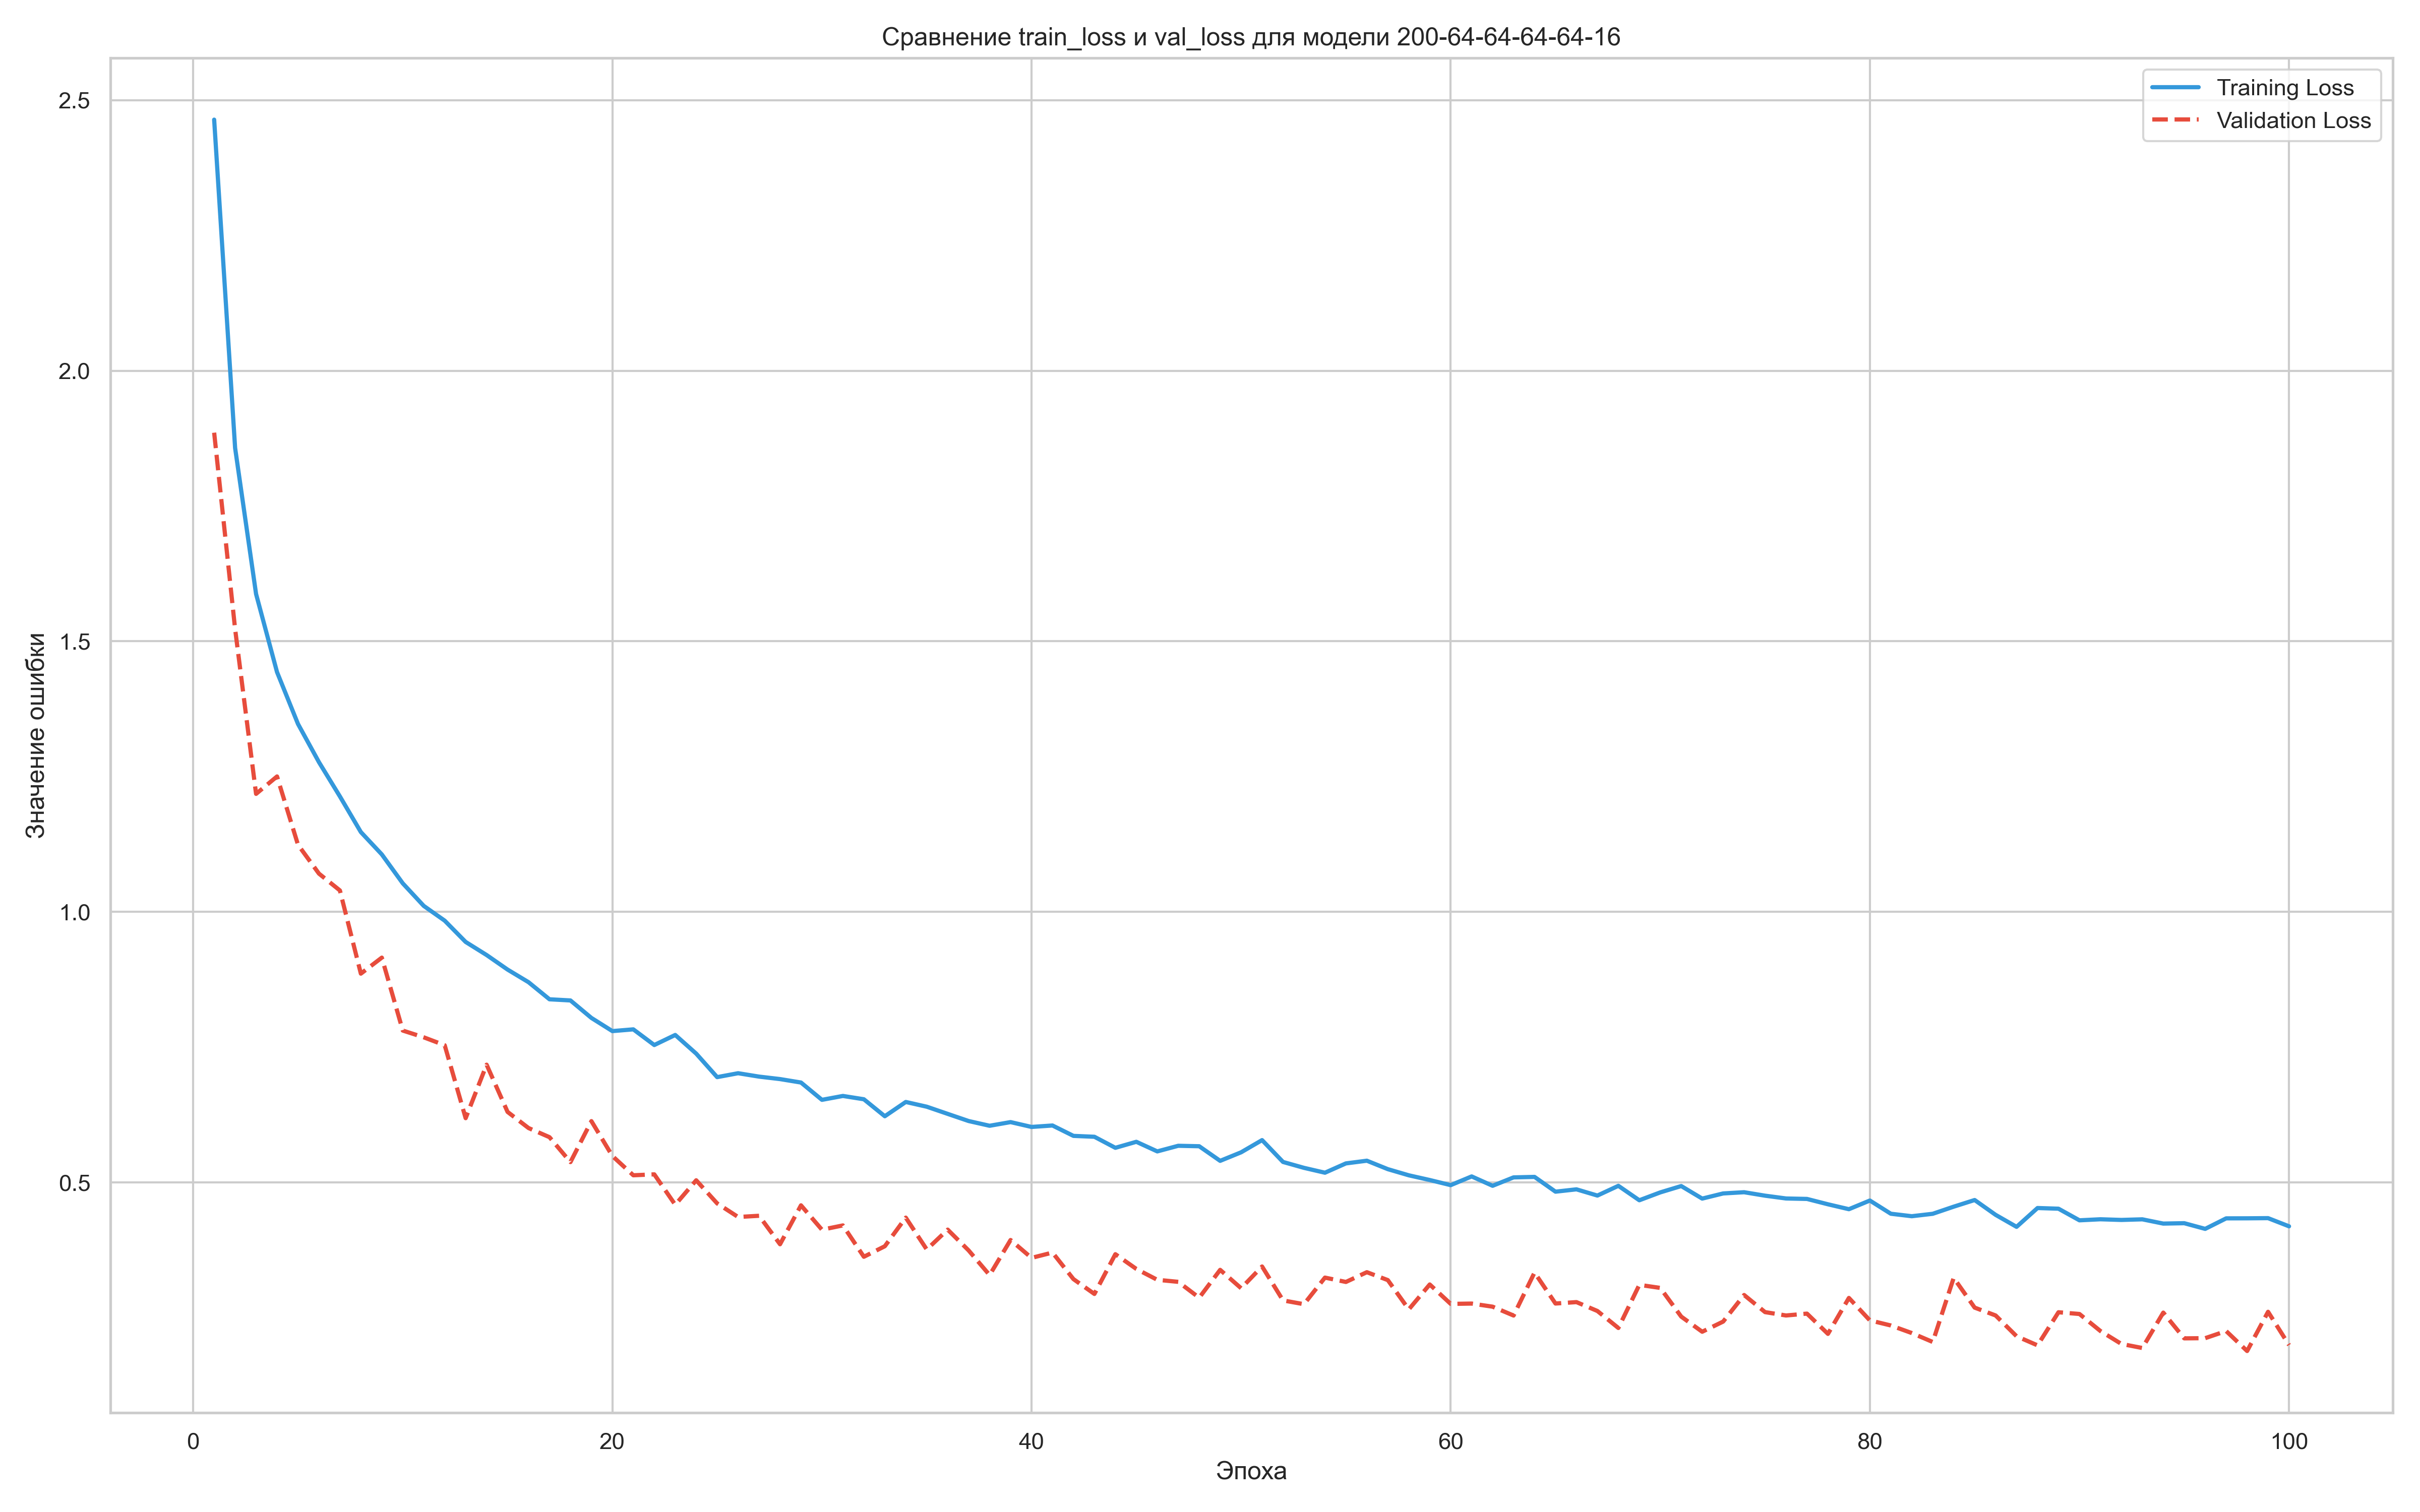 Сравнение train_loss и val_loss для модели 200-64-64-64-64-16
Training Loss
Validation Loss
2.5
2.0
1.5
1.0
0.5
Значение ошибки
0 20 40 60 80 100
Эпоха